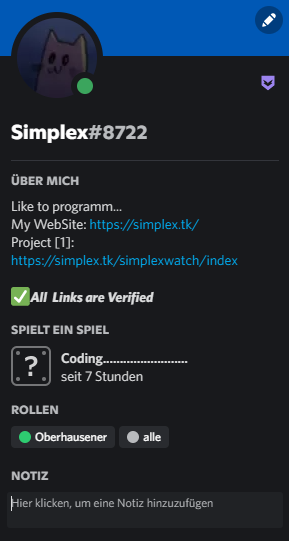 Simplex#8722
ÜBER MICH
Like to programm...
My WebSite: https://simplex.tk/
Project [1]:
https://simplex.tk/simplexwatch/index
✅All Links are Verified
SPIELT EIN SPIEL
?
Coding.........................
seit 7 Stunden
ROLLEN
Oberhausener
alle
NOTIZ
Hier klicken, um eine Notiz hinzuzufügen